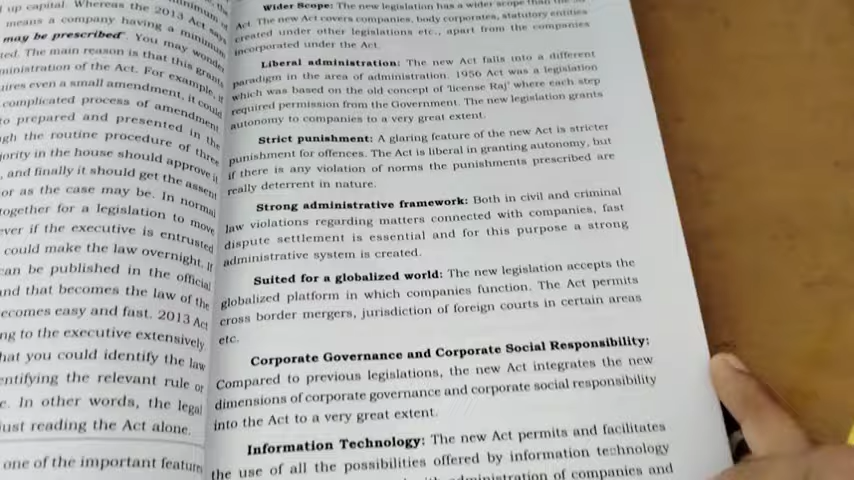 up capital. Whereas the 2013 Act says
means a company having a minimum
may be prescribed". You may wonder
ted. The main reason is that this grants
ministration of the Act. For example, if
uires even a small amendment, it could
complicated process of amendment
to prepared and presented in the
gh the routine procedure of three
jority in the house should approve it
, and finally it should get the assent
or as the case may be. In normal
together for a legislation to move
ever if the executive is entrusted
could make the law overnight. If
can be published in the official
and that becomes the law of the
ecomes easy and fast. 2013 Act
ng to the executive extensively.
hat you could identify the law
entifying the relevant rule or
e. In other words, the legal
just reading the Act alone.
one of the important features
Wider Scope: The new legislation has a wider scope than the
Act. The new Act covers companies, body corporates, statutory entities
created under other legislations etc., apart from the companies
incorporated under the Act.
Liberal administration: The new Act falls into a different
paradigm in the area of administration. 1956 Act was a legislation
which was based on the old concept of 'license Raj' where each step
required permission from the Government. The new legislation grants
autonomy to companies to a very great extent.
Strict punishment: A glaring feature of the new Act is stricter
punishment for offences. The Act is liberal in granting autonomy, but
if there is any violation of norms the punishments prescribed are
really deterrent in nature.
Strong administrative framework: Both in civil and criminal
law violations regarding matters connected with companies, fast
dispute settlement is essential and for this purpose a strong
administrative system is created.
Suited for a globalized world: The new legislation accepts the
globalized platform in which companies function. The Act permits
cross border mergers, jurisdiction of foreign courts in certain areas
etc.
Corporate Governance and Corporate Social Responsibility:
Compared to previous legislations, the new Act integrates the new
dimensions of corporate governance and corporate social responsibility
into the Act to a very great extent.
Information Technology: The new Act permits and facilitates
the use of all the possibilities offered by information technology
administration of companies and